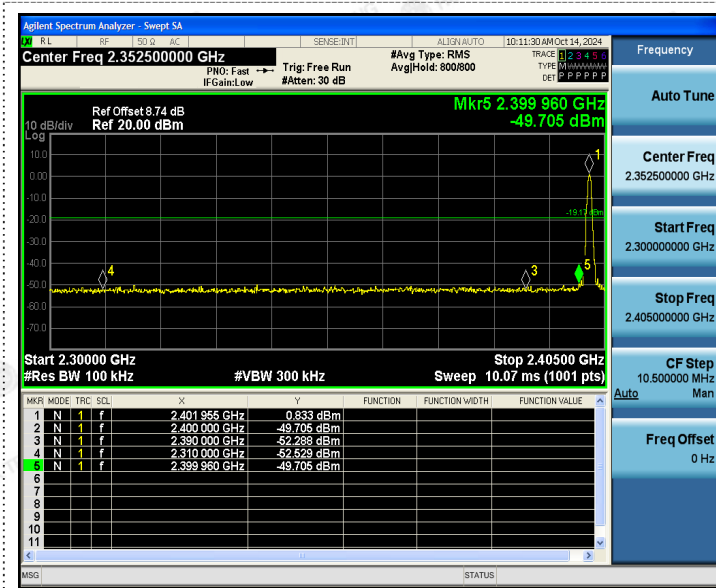 Agilent Spectrum Analyzer - Swept SA
RL RF 50 Ω AC SENSE:INT ALIGN AUTO 10:11:30 AM Oct 14, 2024
Center Freq 2.352500000 GHz
PNO: Fast
IFGain:Low
Trig: Free Run
#Atten: 30 dB
#Avg Type: RMS
Avg|Hold: 800/800
TRACE 1 2 3 4 5 6
TYPE M
DET P P P P P P
Mkr5 2.399 960 GHz
-49.705 dBm
Ref Offset 8.74 dB
Ref 20.00 dBm
10 dB/div
Log
10.0
0.00
-10.0
-20.0
-30.0
-40.0
-50.0
-60.0
-70.0
1
4
3
5
Start 2.30000 GHz
Stop 2.40500 GHz
#Res BW 100 kHz
#VBW 300 kHz
Sweep 10.07 ms (1001 pts)
MKR MODE TRC SCL X Y FUNCTION FUNCTION WIDTH FUNCTION VALUE
1 N 1 f 2.401 955 GHz 0.833 dBm
2 N 1 f 2.400 000 GHz -49.705 dBm
3 N 1 f 2.390 000 GHz -52.288 dBm
4 N 1 f 2.310 000 GHz -52.529 dBm
5 N 1 f 2.399 960 GHz -49.705 dBm
6
7
8
9
10
11
MSG
STATUS
Frequency
Auto Tune
Center Freq
2.352500000 GHz
Start Freq
2.300000000 GHz
Stop Freq
2.405000000 GHz
CF Step
10.500000 MHz
Auto Man
Freq Offset
0 Hz